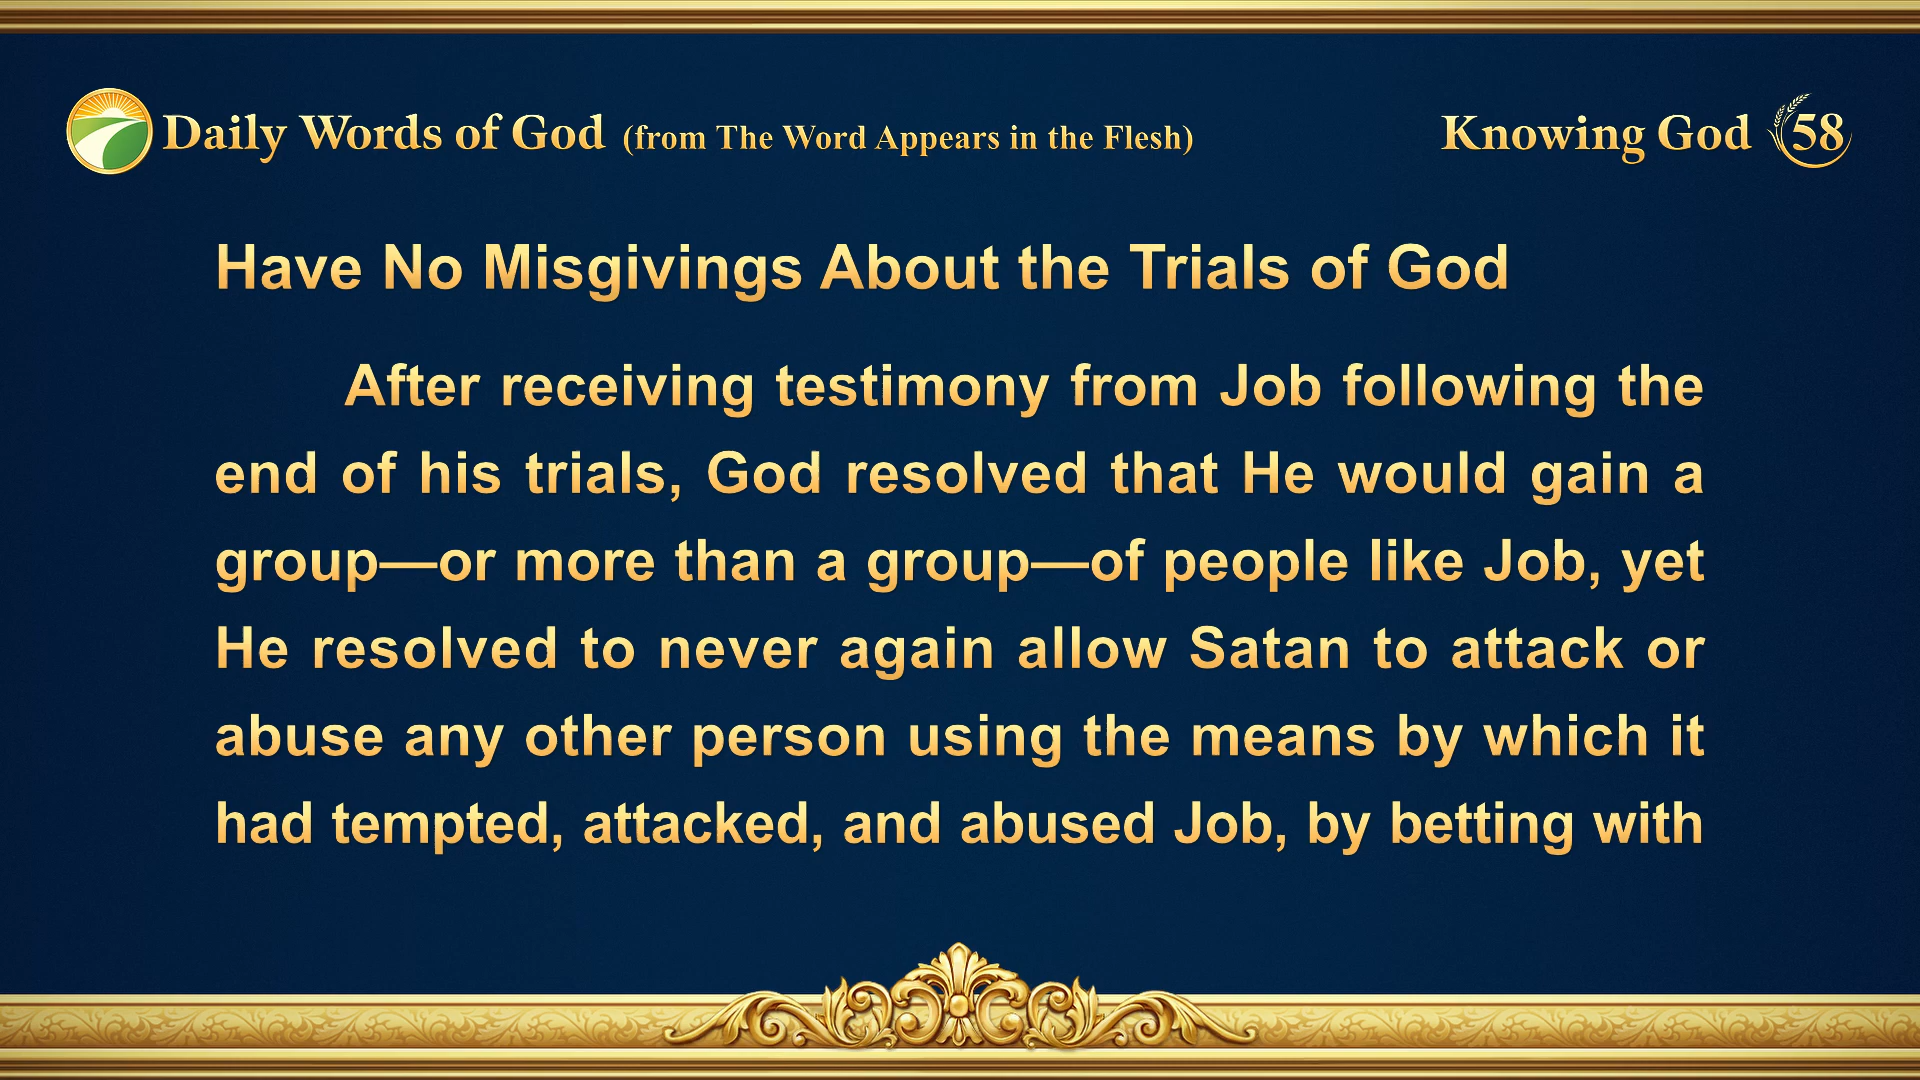 Daily Words of God (from The Word Appears in the Flesh) Knowing God 58
Have No Misgivings About the Trials of God
After receiving testimony from Job following the
end of his trials, God resolved that He would gain a
group—or more than a group—of people like Job, yet
He resolved to never again allow Satan to attack or
abuse any other person using the means by which it
had tempted, attacked, and abused Job, by betting with